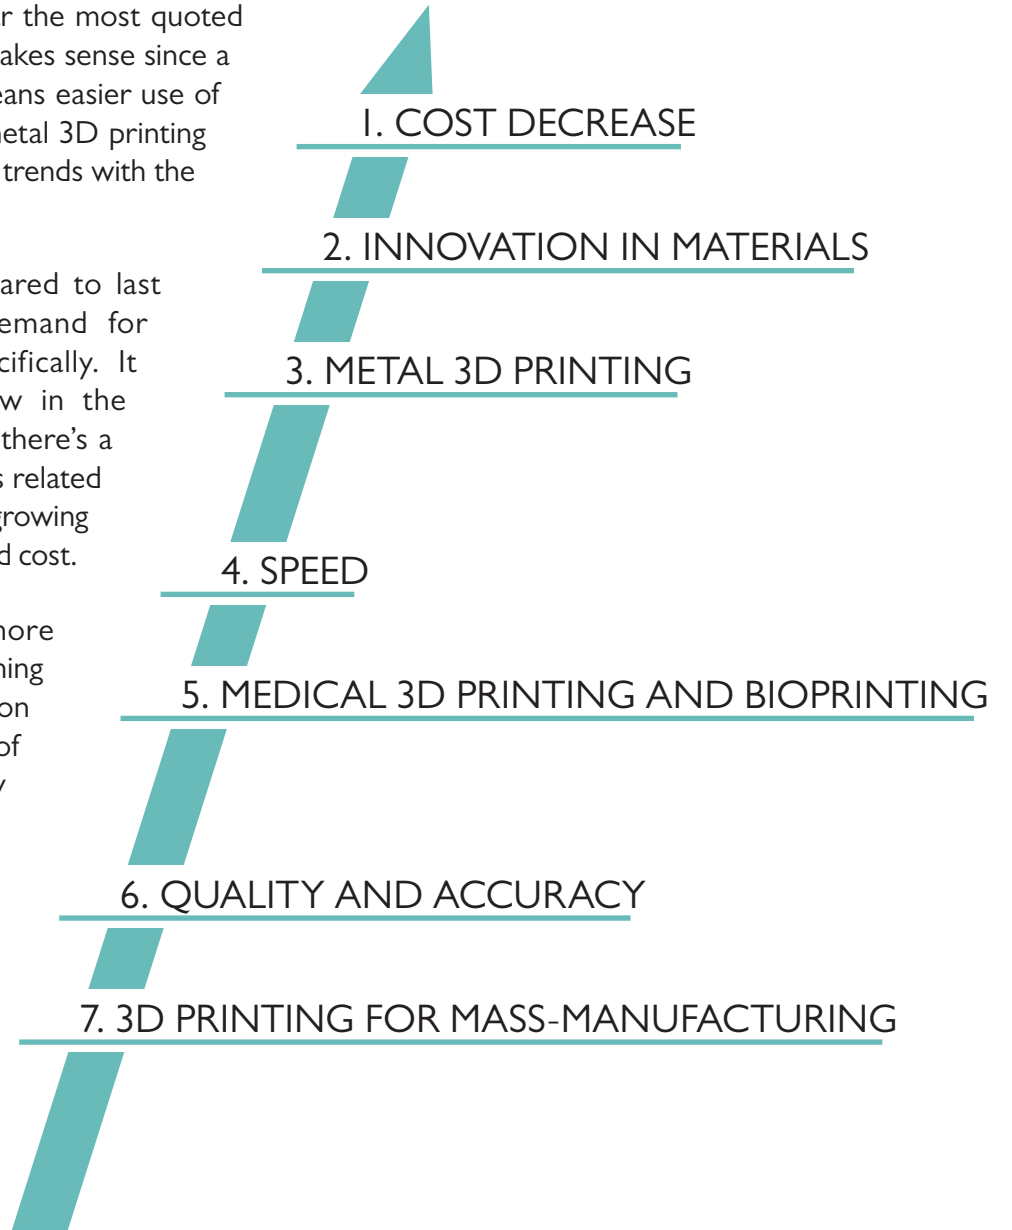 r the most quoted
akes sense since a
eans easier use of
etal 3D printing
trends with the
ared to last
emand for
cifically. It
w in the
there's a
s related
growing
d cost.
more
ning
on
of
y
1. COST DECREASE
2. INNOVATION IN MATERIALS
3. METAL 3D PRINTING
4. SPEED
5. MEDICAL 3D PRINTING AND BIOPRINTING
6. QUALITY AND ACCURACY
7. 3D PRINTING FOR MASS-MANUFACTURING